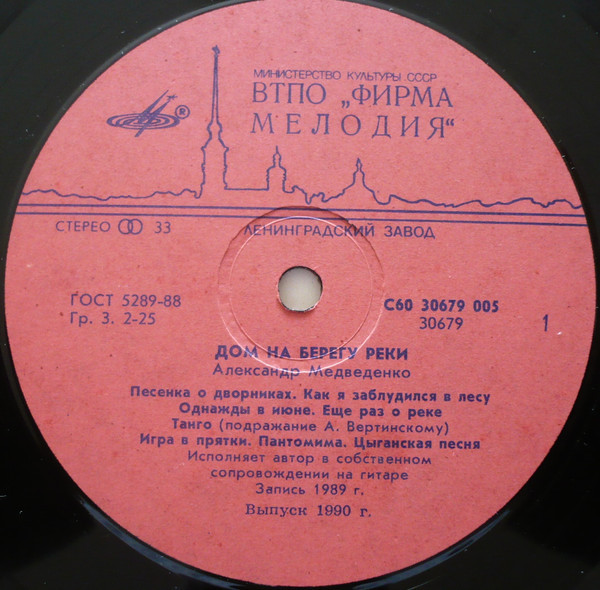 МИНИСТЕРСТВО КУЛЬТУРЫ СССР
ВТПО „ФИРМА
МЕЛОДИЯ“
®
СТЕРЕО 33
ЛЕНИНГРАДСКИЙ ЗАВОД
ГОСТ 5289-88
Гр. 3. 2-25
С60 30679 005
30679
1
ДОМ НА БЕРЕГУ РЕКИ
Александр Медведенко
Песенка о дворниках. Как я заблудился в лесу
Однажды в июне. Еще раз о реке
Танго (подражание А. Вертинскому)
Игра в прятки. Пантомима. Цыганская песня
Исполняет автор в собственном
сопровождении на гитаре
Запись 1989 г.
Выпуск 1990 г.